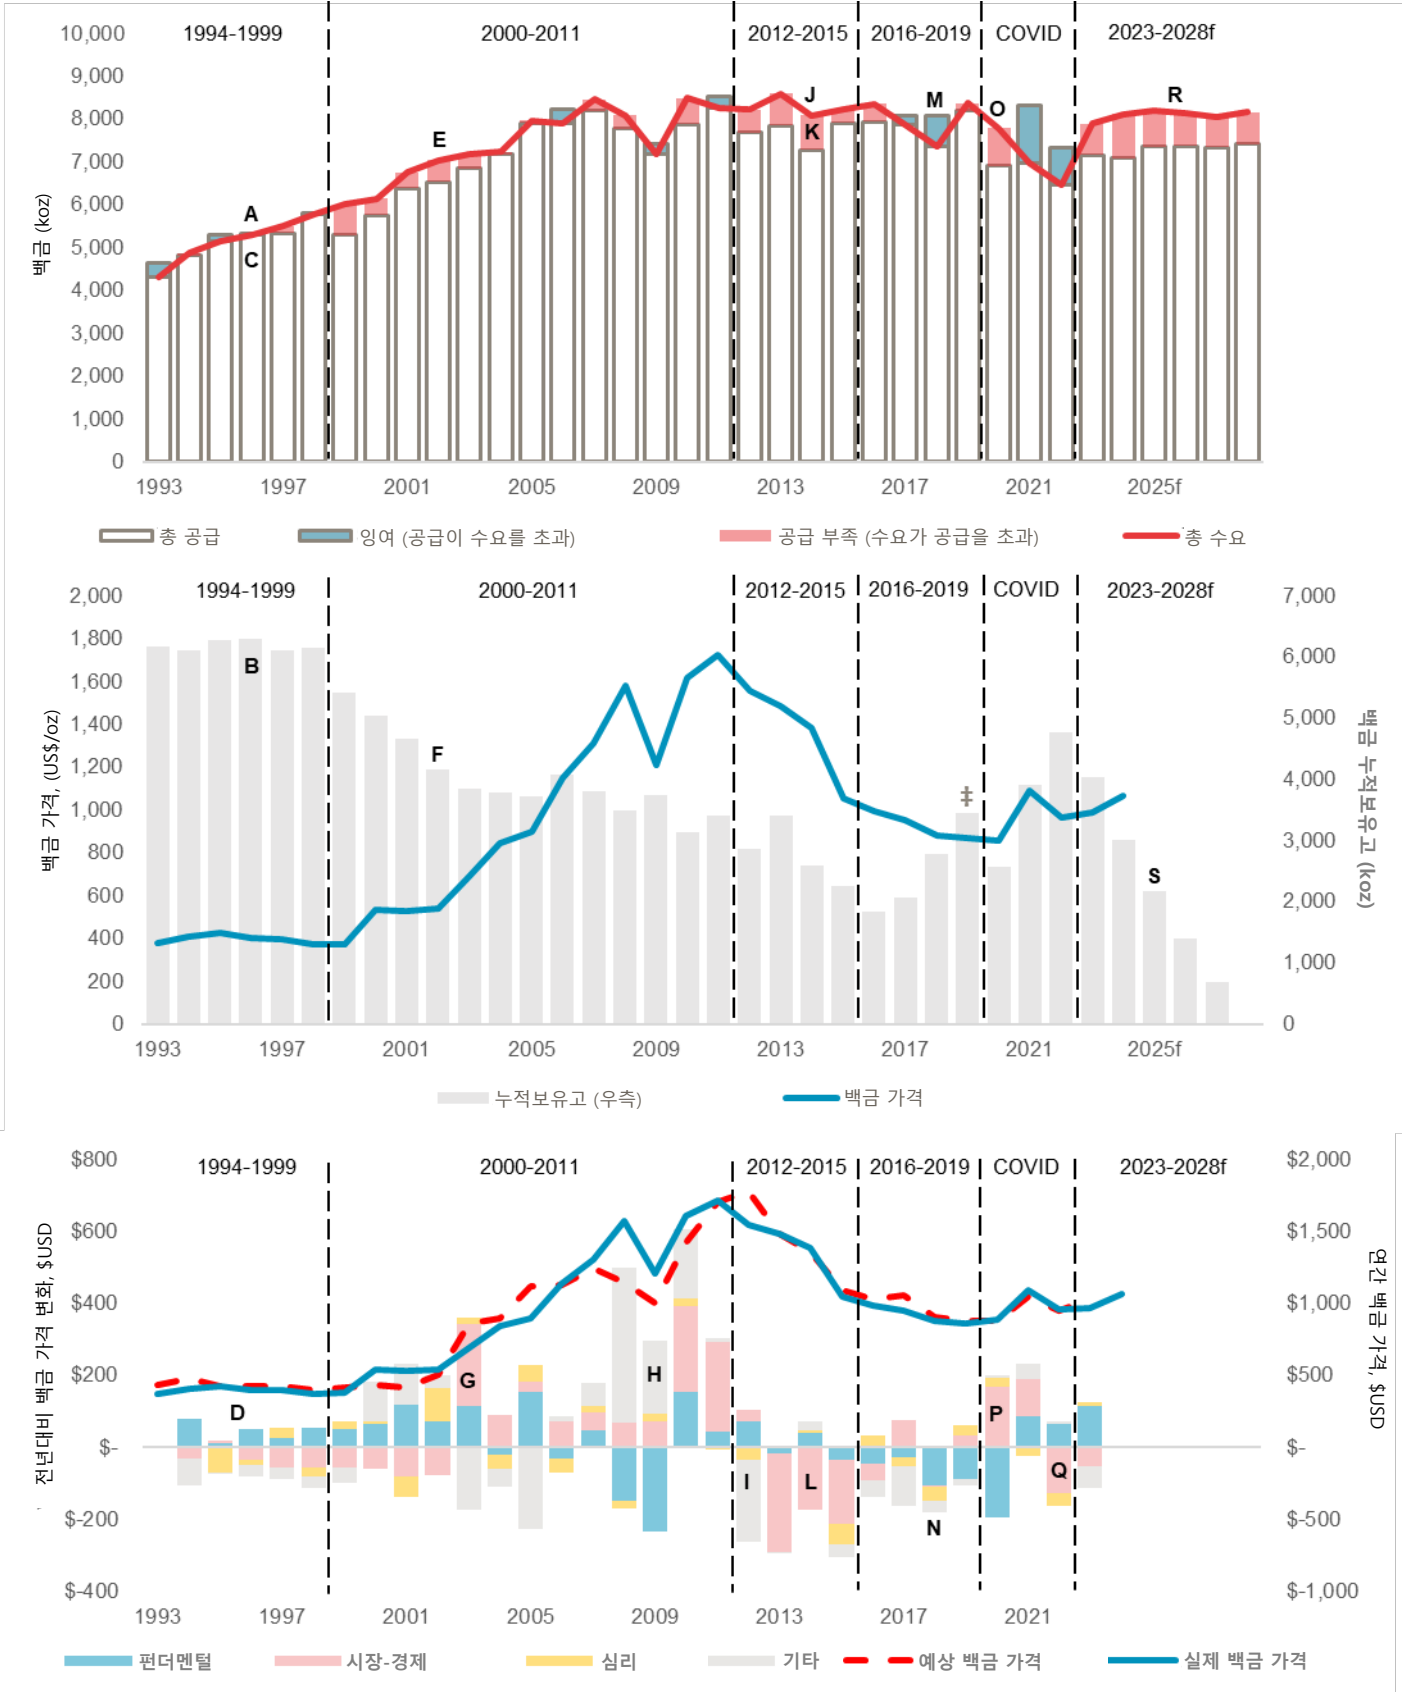 1994-1999 2000-2011 2012-2015 2016-2019 COVID 2023-2028f
10,000
9,000
8,000
7,000
6,000
5,000
4,000
3,000
2,000
1,000
0
백금 (koz)
A
C
E
J
K
M
O
R
1993 1997 2001 2005 2009 2013 2017 2021 2025f
총 공급 잉여 (공급이 수요를 초과) 공급 부족 (수요가 공급을 초과) 총 수요
1994-1999 2000-2011 2012-2015 2016-2019 COVID 2023-2028f
2,000
1,800
1,600
1,400
1,200
1,000
800
600
400
200
0
백금 가격, (US$/oz)
B
F
‡
S
7,000
6,000
5,000
4,000
3,000
2,000
1,000
0
백금 누적보유고 (koz)
1993 1997 2001 2005 2009 2013 2017 2021 2025f
누적보유고 (우측) 백금 가격
1994-1999 2000-2011 2012-2015 2016-2019 COVID 2023-2028f
$800
$600
$400
$200
$-
$-200
$-400
전년대비 백금 가격 변화, $USD
D
G
H
I
L
N
P
Q
$2,000
$1,500
$1,000
$500
$-
$-500
$-1,000
연간 백금 가격, $USD
1993 1997 2001 2005 2009 2013 2017 2021
펀더멘털 시장-경제 심리 기타 예상 백금 가격 실제 백금 가격